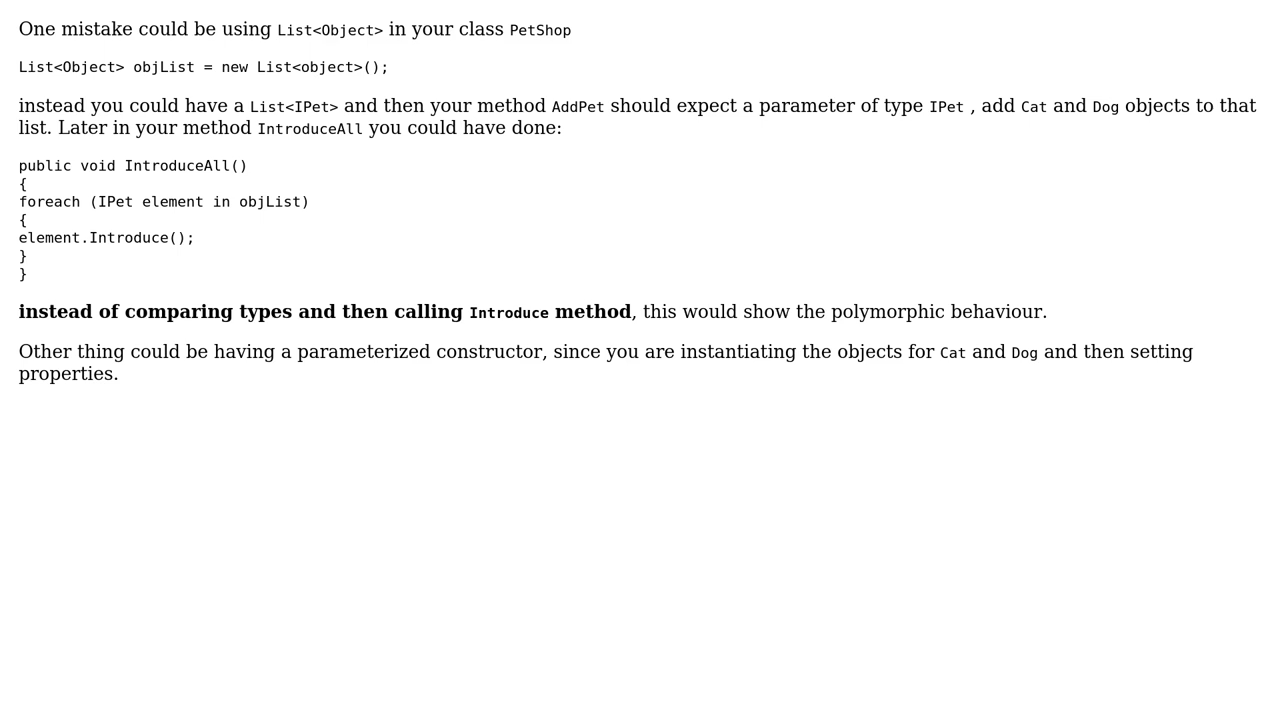 One mistake could be using List<Object> in your class PetShop
List<Object> objList = new List<object>();
instead you could have a List<IPet> and then your method AddPet should expect a parameter of type IPet , add Cat and Dog objects to that
list. Later in your method IntroduceAll you could have done:
public void IntroduceAll()
{
foreach (IPet element in objList)
{
element.Introduce();
}
}
instead of comparing types and then calling Introduce method, this would show the polymorphic behaviour.
Other thing could be having a parameterized constructor, since you are instantiating the objects for Cat and Dog and then setting
properties.